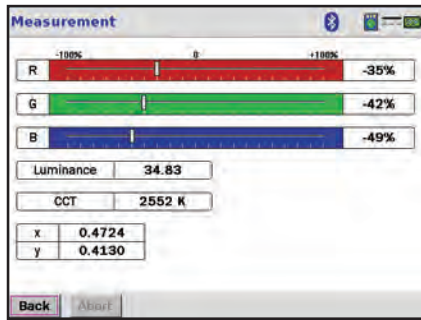 Measurement
-100% 0 +100%
R -35%
G -42%
B -49%
Luminance 34.83
CCT 2552 K
x 0.4724
y 0.4130
Back Abort